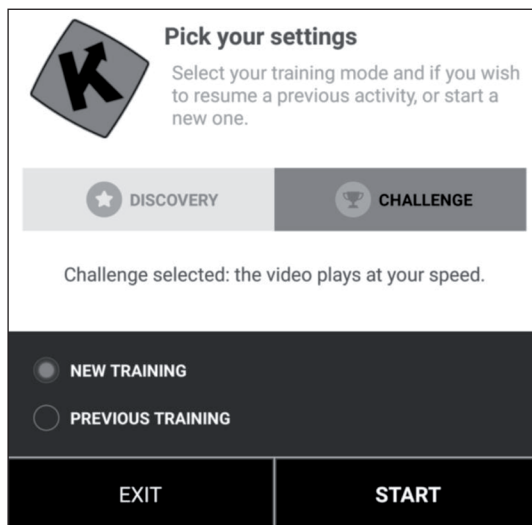 Pick your settings
Select your training mode and if you wish
to resume a previous activity, or start a
new one.
DISCOVERY
CHALLENGE
Challenge selected: the video plays at your speed.
NEW TRAINING
PREVIOUS TRAINING
EXIT
START